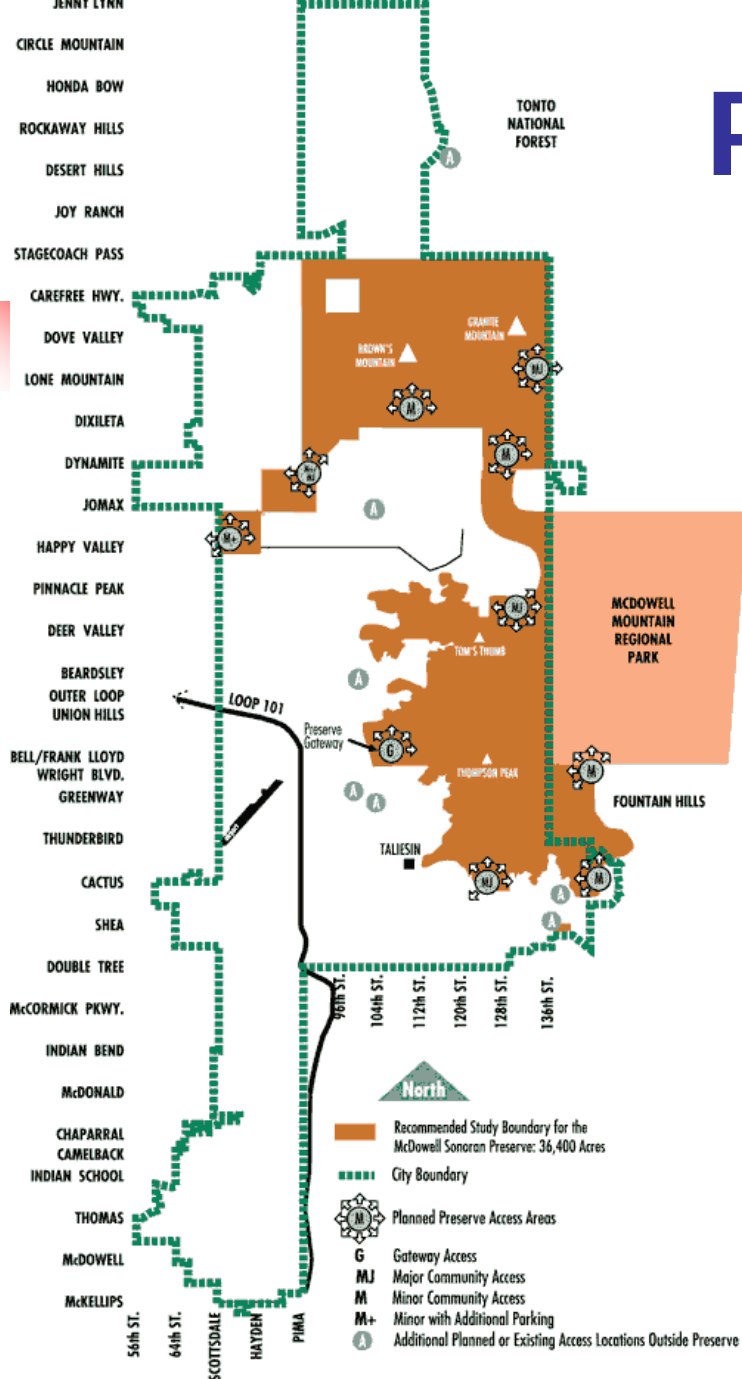 JENNY LYNN
CIRCLE MOUNTAIN
HONDA BOW
ROCKAWAY HILLS
DESERT HILLS
JOY RANCH
STAGECOACH PASS
CAREFREE HWY.
DOVE VALLEY
LONE MOUNTAIN
DIXILETA
DYNAMITE
JOMAX
HAPPY VALLEY
PINNACLE PEAK
DEER VALLEY
BEARDSLEY
OUTER LOOP
UNION HILLS
BELL/FRANK LLOYD
WRIGHT BLVD.
GREENWAY
THUNDERBIRD
CACTUS
SHEA
DOUBLE TREE
McCORMICK PKWY.
INDIAN BEND
McDONALD
CHAPARRAL
CAMELBACK
INDIAN SCHOOL
THOMAS
McDOWELL
McKELLIPS
56th ST.
64th ST.
SCOTTSDALE
HAYDEN
PIMA
96th ST.
104th ST.
112th ST.
120th ST.
128th ST.
136th ST.
TONTO
NATIONAL
FOREST
A
GRANITE
MOUNTAIN
BROWN'S
MOUNTAIN
MJ
M
M
A
M+
MJ
TOM'S THUMB
MCDOWELL
MOUNTAIN
REGIONAL
PARK
A
LOOP 101
Preserve
Gateway
G
THOMPSON PEAK
M
FOUNTAIN HILLS
A
A
TALIESIN
MJ
M
A
A
North
Recommended Study Boundary for the
McDowell Sonoran Preserve: 36,400 Acres
City Boundary
M Planned Preserve Access Areas
G Gateway Access
MJ Major Community Access
M Minor Community Access
M+ Minor with Additional Parking
A Additional Planned or Existing Access Locations Outside Preserve